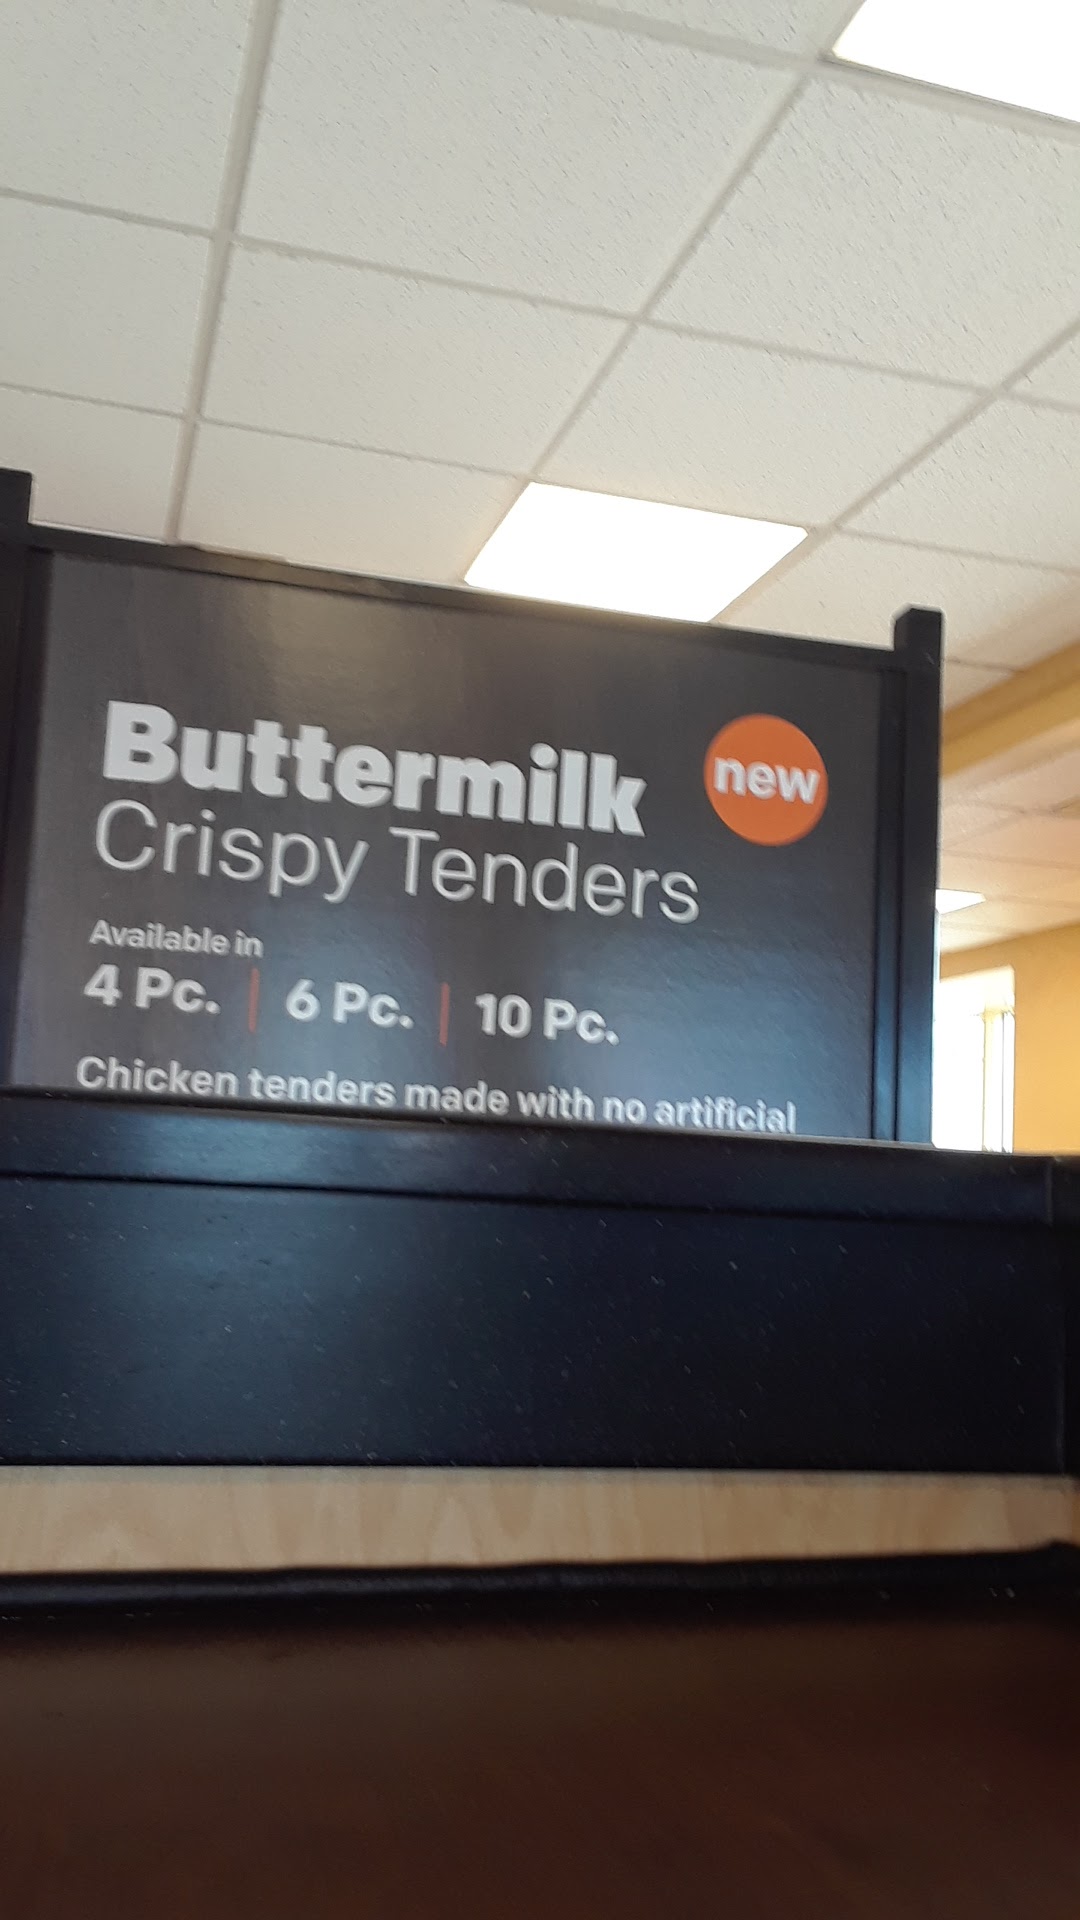 Buttermilk
new
Crispy Tenders
Available in
4 Pc. | 6 Pc. | 10 Pc.
Chicken tenders made with no artificial